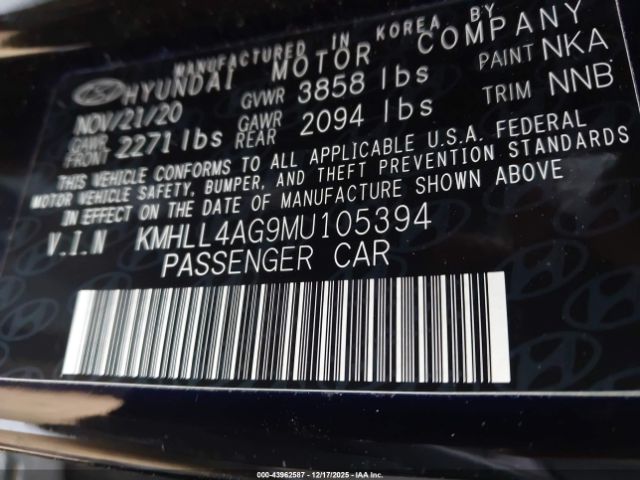 MANUFACTURED IN KOREA BY
HYUNDAI MOTOR COMPANY
NOV/21/20 GVWR 3858 lbs PAINT NKA
GAWR FRONT 2271 lbs GAWR REAR 2094 lbs TRIM NNB
THIS VEHICLE CONFORMS TO ALL APPLICABLE U.S.A. FEDERAL
MOTOR VEHICLE SAFETY, BUMPER, AND THEFT PREVENTION STANDARDS
IN EFFECT ON THE DATE OF MANUFACTURE SHOWN ABOVE
V.I.N KMHLL4AG9MU105394
PASSENGER CAR
000-43962587 - 12/17/2025 - IAA Inc.